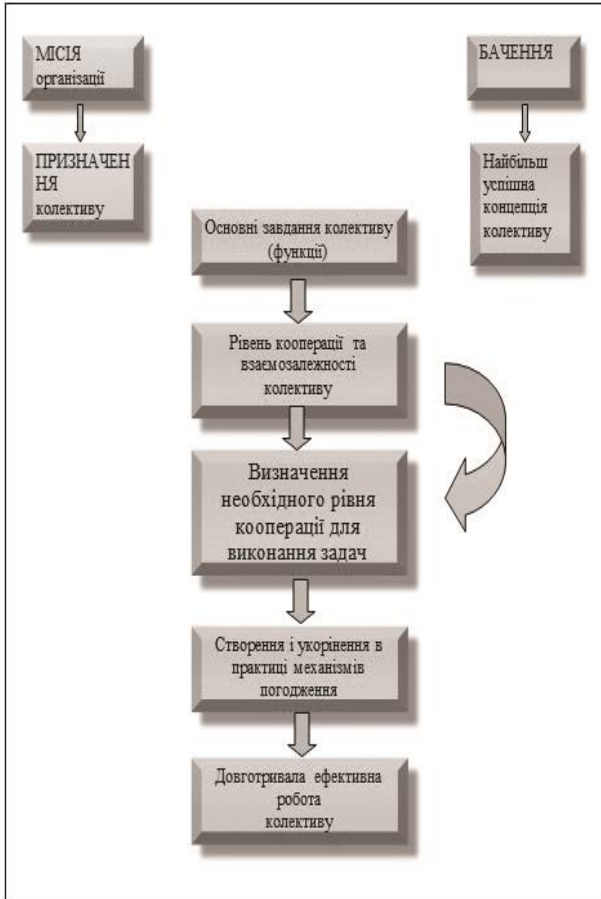 МІСІЯ
організації
БАЧЕННЯ
ПРИЗНАЧЕН
НЯ
колективу
Найбільш
успішна
концепція
колективу
Основні завдання колективу
(функції)
Рівень кооперації та
взаємозалежності
колективу
Визначення
необхідного рівня
кооперації для
виконання задач
Створення і укорінення в
практиці механізмів
погодження
Довготривала ефективна
робота
колективу